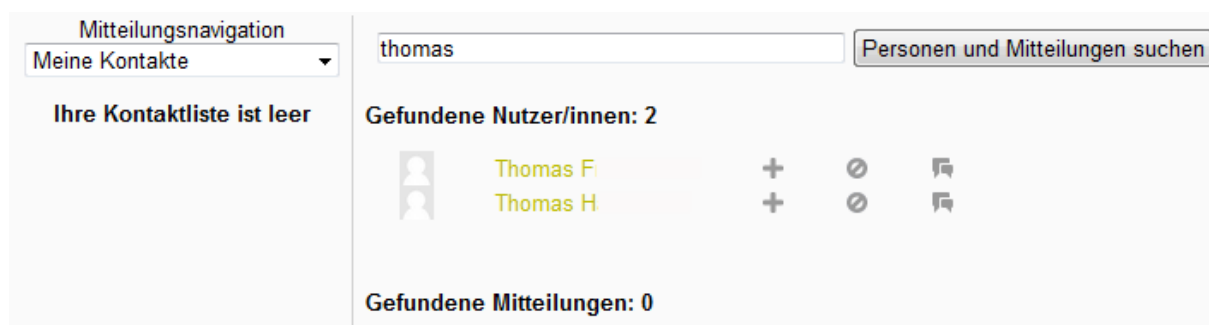 Mitteilungsnavigation
Meine Kontakte
Ihre Kontaktliste ist leer
thomas
Personen und Mitteilungen suchen
Gefundene Nutzer/innen: 2
Thomas F
Thomas H
Gefundene Mitteilungen: 0